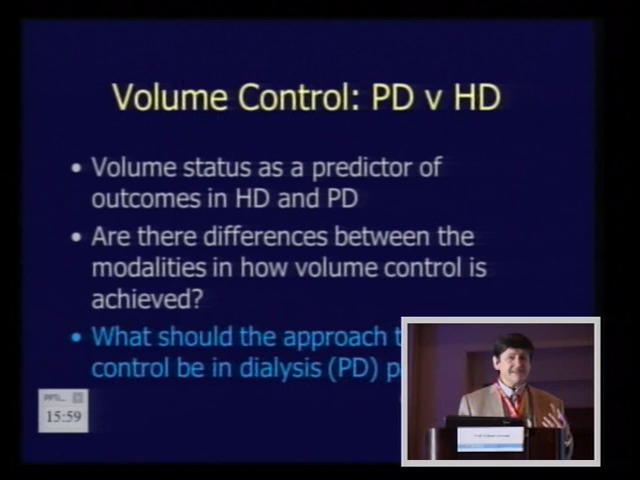 Volume Control: PD v HD
• Volume status as a predictor of
outcomes in HD and PD
• Are there differences between the
modalities in how volume control is
achieved?
• What should the approach
control be in dialysis (PD)
15:59